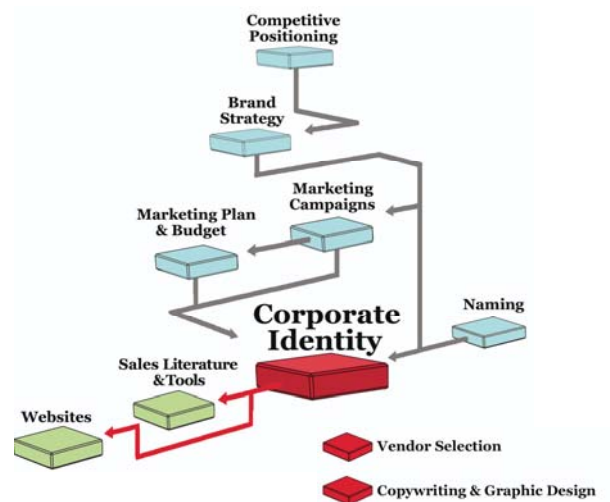 Competitive
Positioning
Brand
Strategy
Marketing
Campaigns
Marketing Plan
& Budget
Naming
Corporate
Identity
Sales Literature
&Tools
Websites
Vendor Selection
Copywriting & Graphic Design